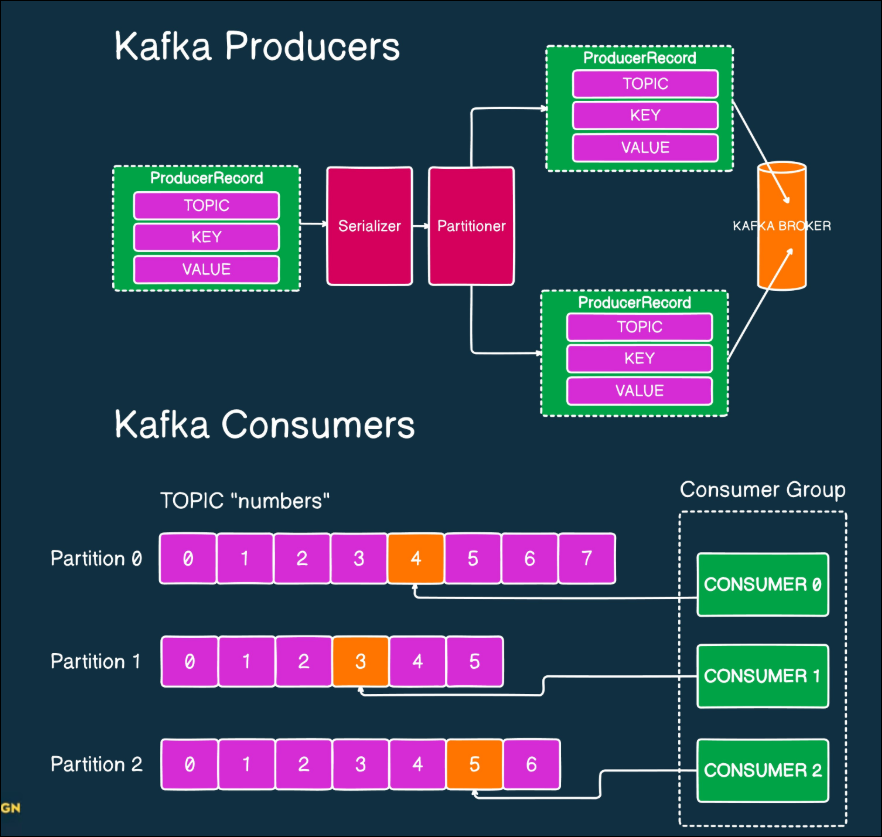 Kafka Producers
ProducerRecord
TOPIC
KEY
VALUE
Serializer
Partitioner
ProducerRecord
TOPIC
KEY
VALUE
ProducerRecord
TOPIC
KEY
VALUE
KAFKA BROKER
Kafka Consumers
TOPIC "numbers"
Partition 0 0 1 2 3 4 5 6 7
Partition 1 0 1 2 3 4 5
Partition 2 0 1 2 3 4 5 6
Consumer Group
CONSUMER 0
CONSUMER 1
CONSUMER 2
GN